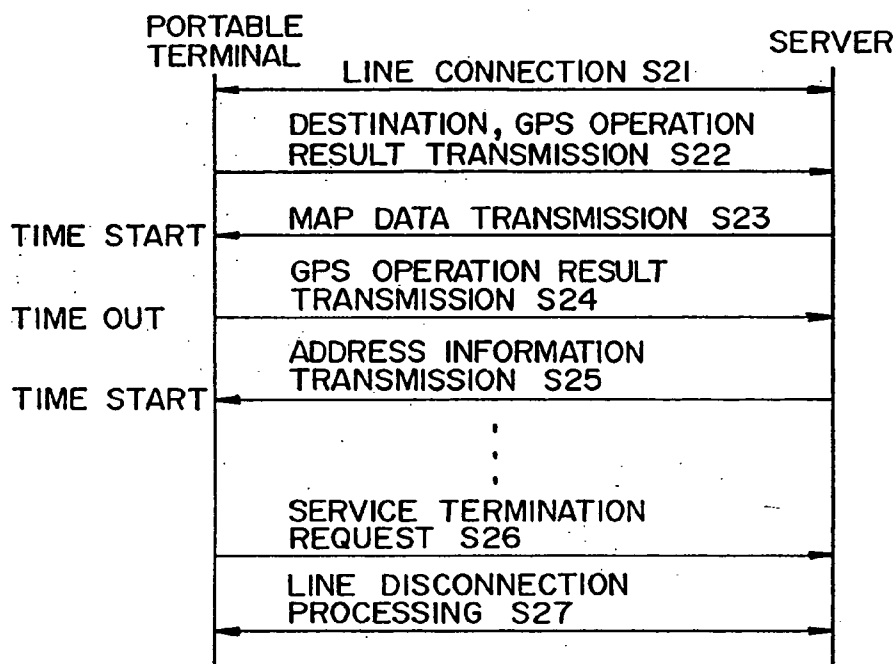 PORTABLE
TERMINAL
SERVER
LINE CONNECTION S21
DESTINATION, GPS OPERATION
RESULT TRANSMISSION S22
MAP DATA TRANSMISSION S23
TIME START
GPS OPERATION RESULT
TRANSMISSION S24
TIME OUT
ADDRESS INFORMATION
TRANSMISSION S25
TIME START
SERVICE TERMINATION
REQUEST S26
LINE DISCONNECTION
PROCESSING S27